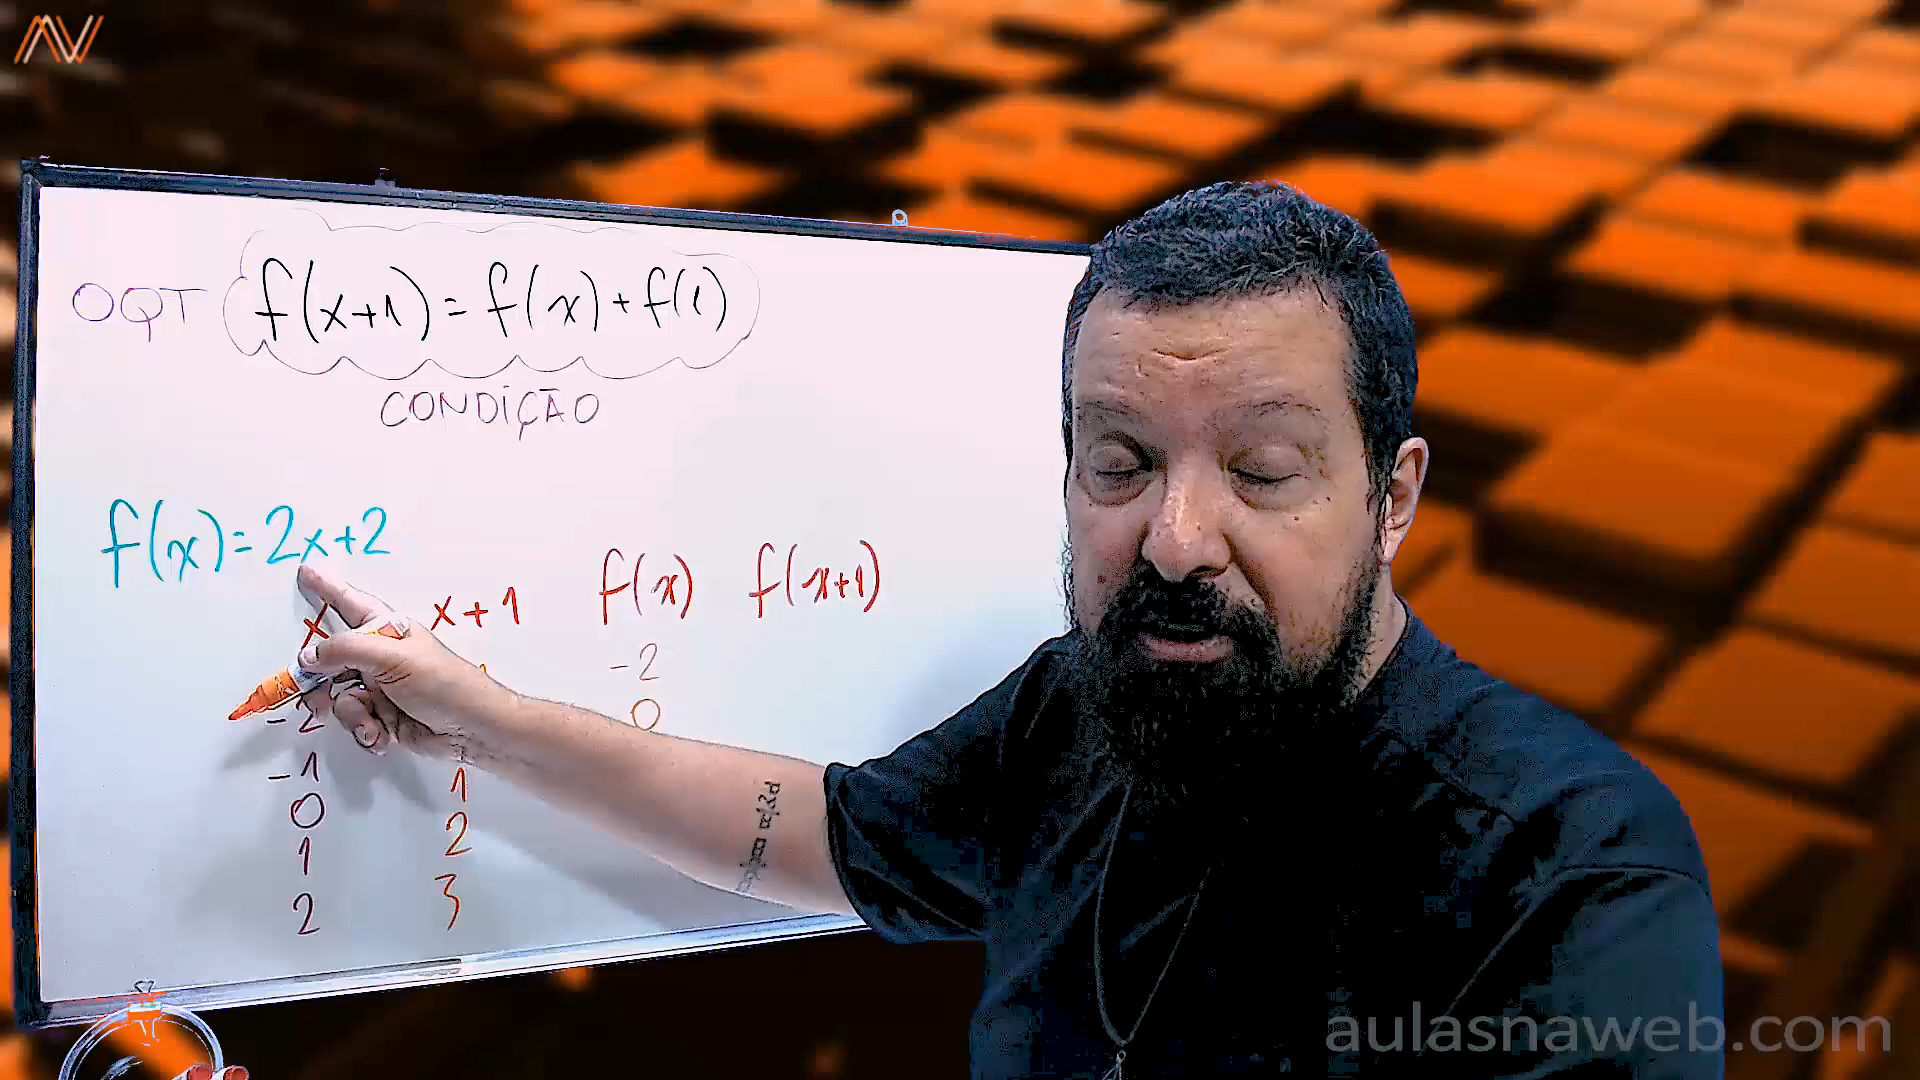 AV
OQT f(x+1) = f(x) + f(1)
CONDIÇÃO
f(x) = 2x+2
x x+1 f(x) f(x+1)
-2
-2 0
-1 1
0 2
1 3
2
aulasnaweb.com